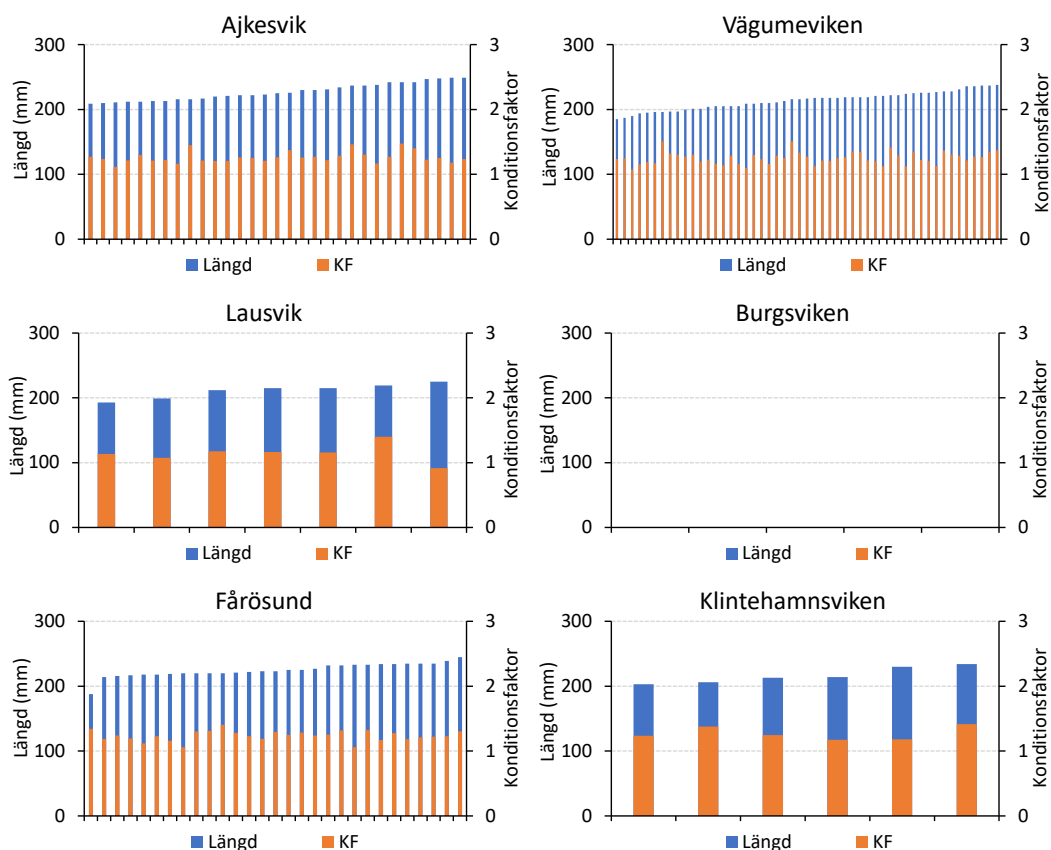 Ajkesvik
Längd (mm)
300
200
100
0
3
2
1
0
Konditionsfaktor
Längd KF
Vägumeviken
Längd (mm)
300
200
100
0
3
2
1
0
Konditionsfaktor
Längd KF
Lausvik
Längd (mm)
300
200
100
0
3
2
1
0
Konditionsfaktor
Längd KF
Burgsviken
Längd (mm)
300
200
100
0
3
2
1
0
Konditionsfaktor
Längd KF
Fårösund
Längd (mm)
300
200
100
0
3
2
1
0
Konditionsfaktor
Längd KF
Klintehamnsviken
Längd (mm)
300
200
100
0
3
2
1
0
Konditionsfaktor
Längd KF